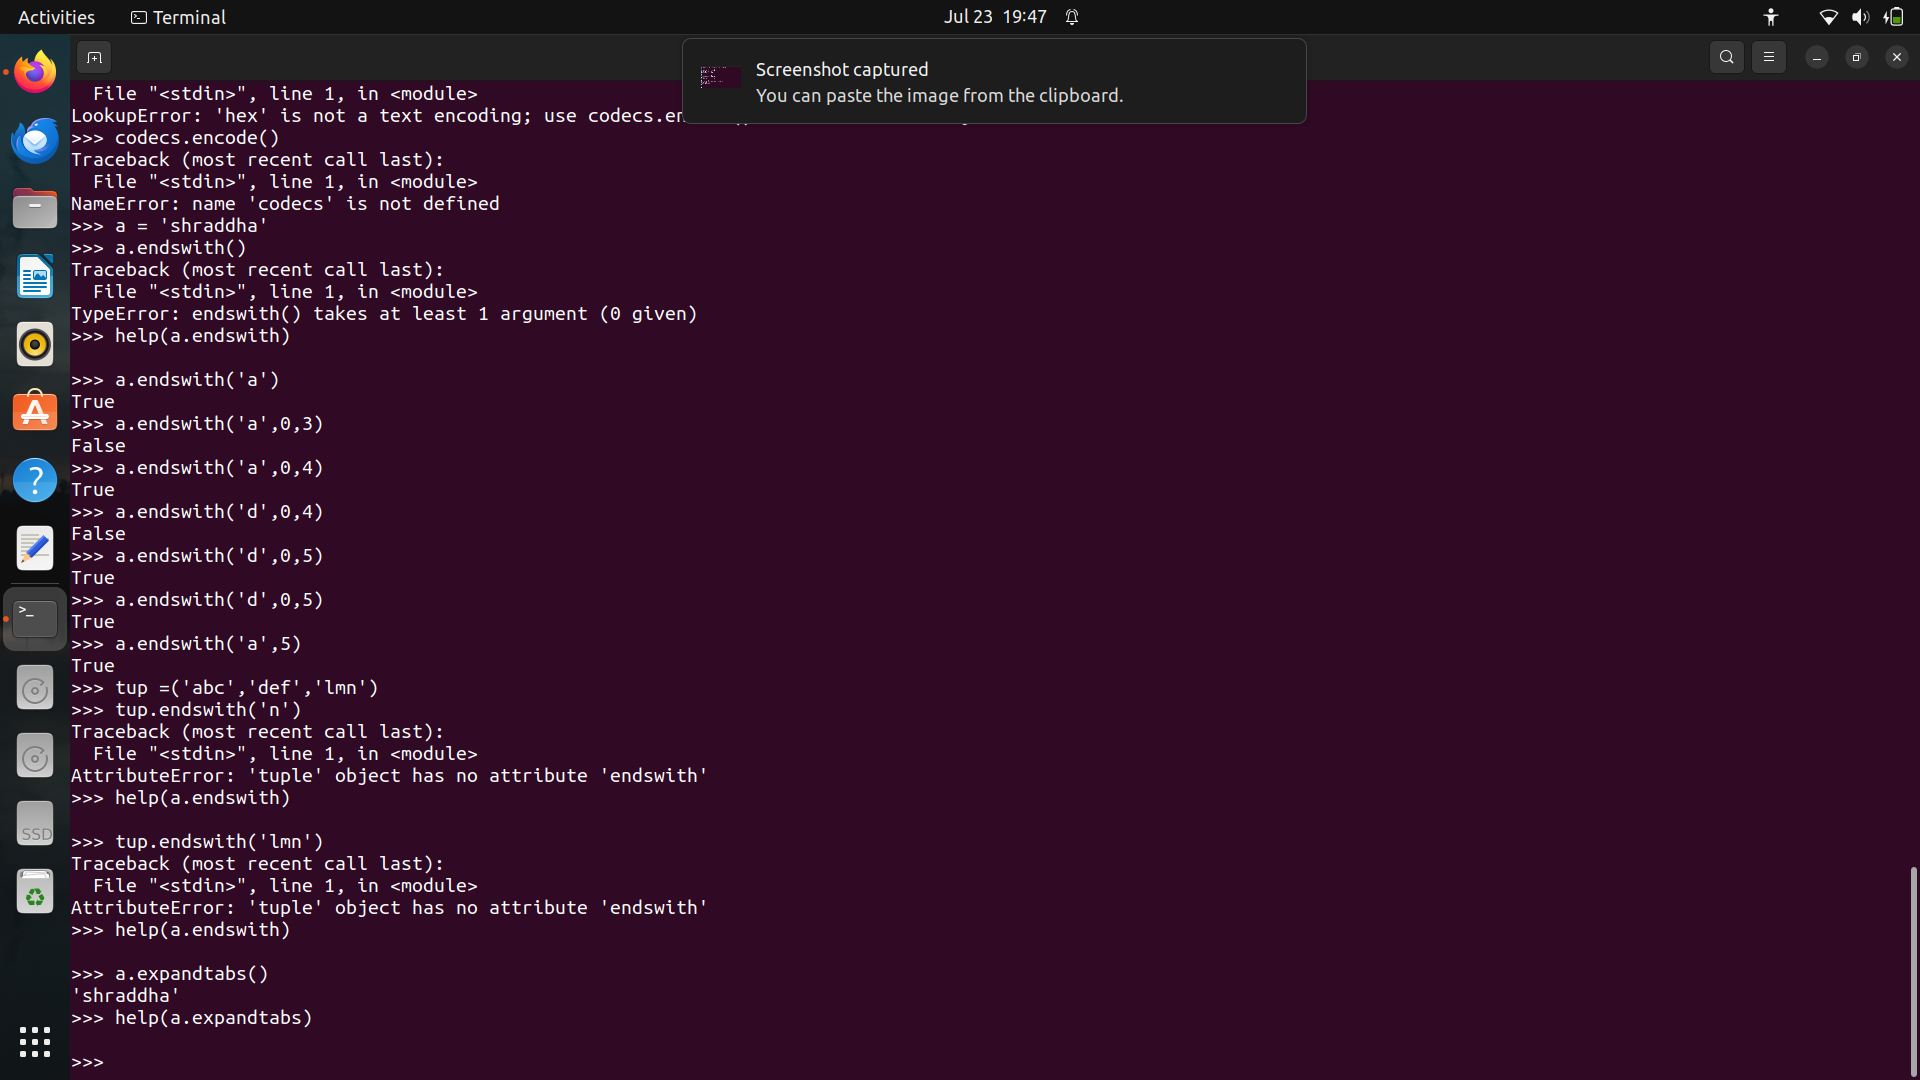 Activities Terminal Jul 23 19:47
Screenshot captured
You can paste the image from the clipboard.
  File "<stdin>", line 1, in <module>
LookupError: 'hex' is not a text encoding; use
>>> codecs.encode()
Traceback (most recent call last):
  File "<stdin>", line 1, in <module>
NameError: name 'codecs' is not defined
>>> a = 'shraddha'
>>> a.endswith()
Traceback (most recent call last):
  File "<stdin>", line 1, in <module>
TypeError: endswith() takes at least 1 argument (0 given)
>>> help(a.endswith)
>>> a.endswith('a')
True
>>> a.endswith('a',0,3)
False
>>> a.endswith('a',0,4)
True
>>> a.endswith('d',0,4)
False
>>> a.endswith('d',0,5)
True
>>> a.endswith('d',0,5)
True
>>> a.endswith('a',5)
True
>>> tup =('abc','def','lmn')
>>> tup.endswith('n')
Traceback (most recent call last):
  File "<stdin>", line 1, in <module>
AttributeError: 'tuple' object has no attribute 'endswith'
>>> help(a.endswith)
>>> tup.endswith('lmn')
Traceback (most recent call last):
  File "<stdin>", line 1, in <module>
AttributeError: 'tuple' object has no attribute 'endswith'
>>> help(a.endswith)
>>> a.expandtabs()
'shraddha'
>>> help(a.expandtabs)
>>>
SSD